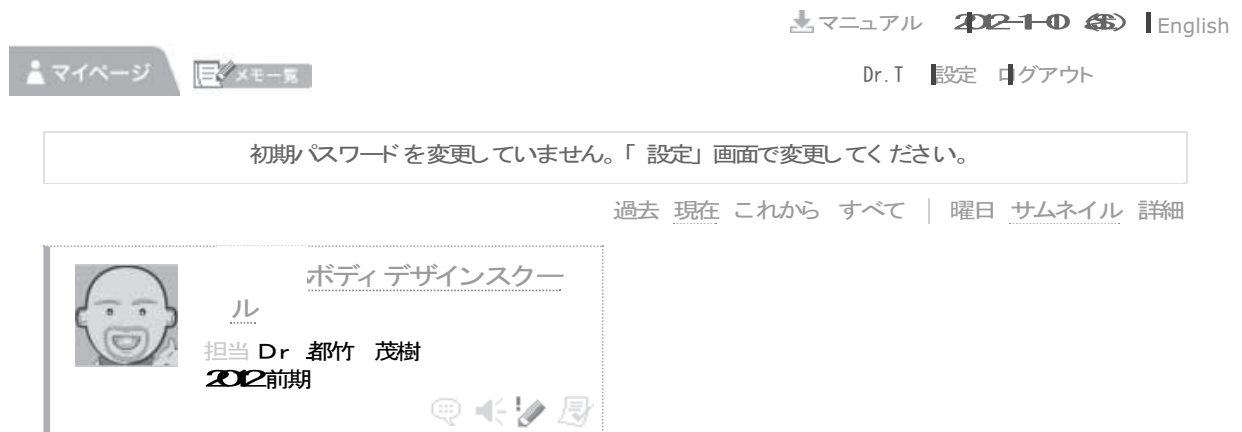 マニュアル English
マイページ メモ一覧 Dr.T 設定 ログアウト
初期パスワードを変更していません。「設定」画面で変更してください。
過去 現在 これから すべて | 曜日 サムネイル 詳細
ボディデザインスクー
ル
担当 Dr.都竹 茂樹
2012前期